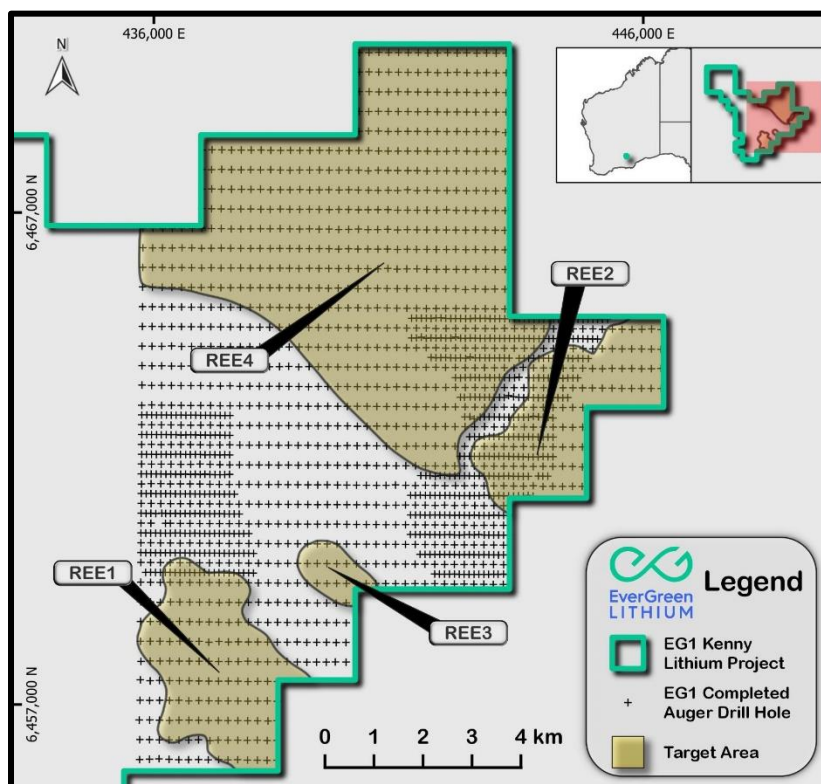 436,000 E
446,000 E
N
6,467,000 N
REE2
REE4
REE1
REE3
6,457,000 N
0 1 2 3 4 km
EverGreen
LITHIUM
Legend
EG1 Kenny
Lithium Project
EG1 Completed
Auger Drill Hole
Target Area